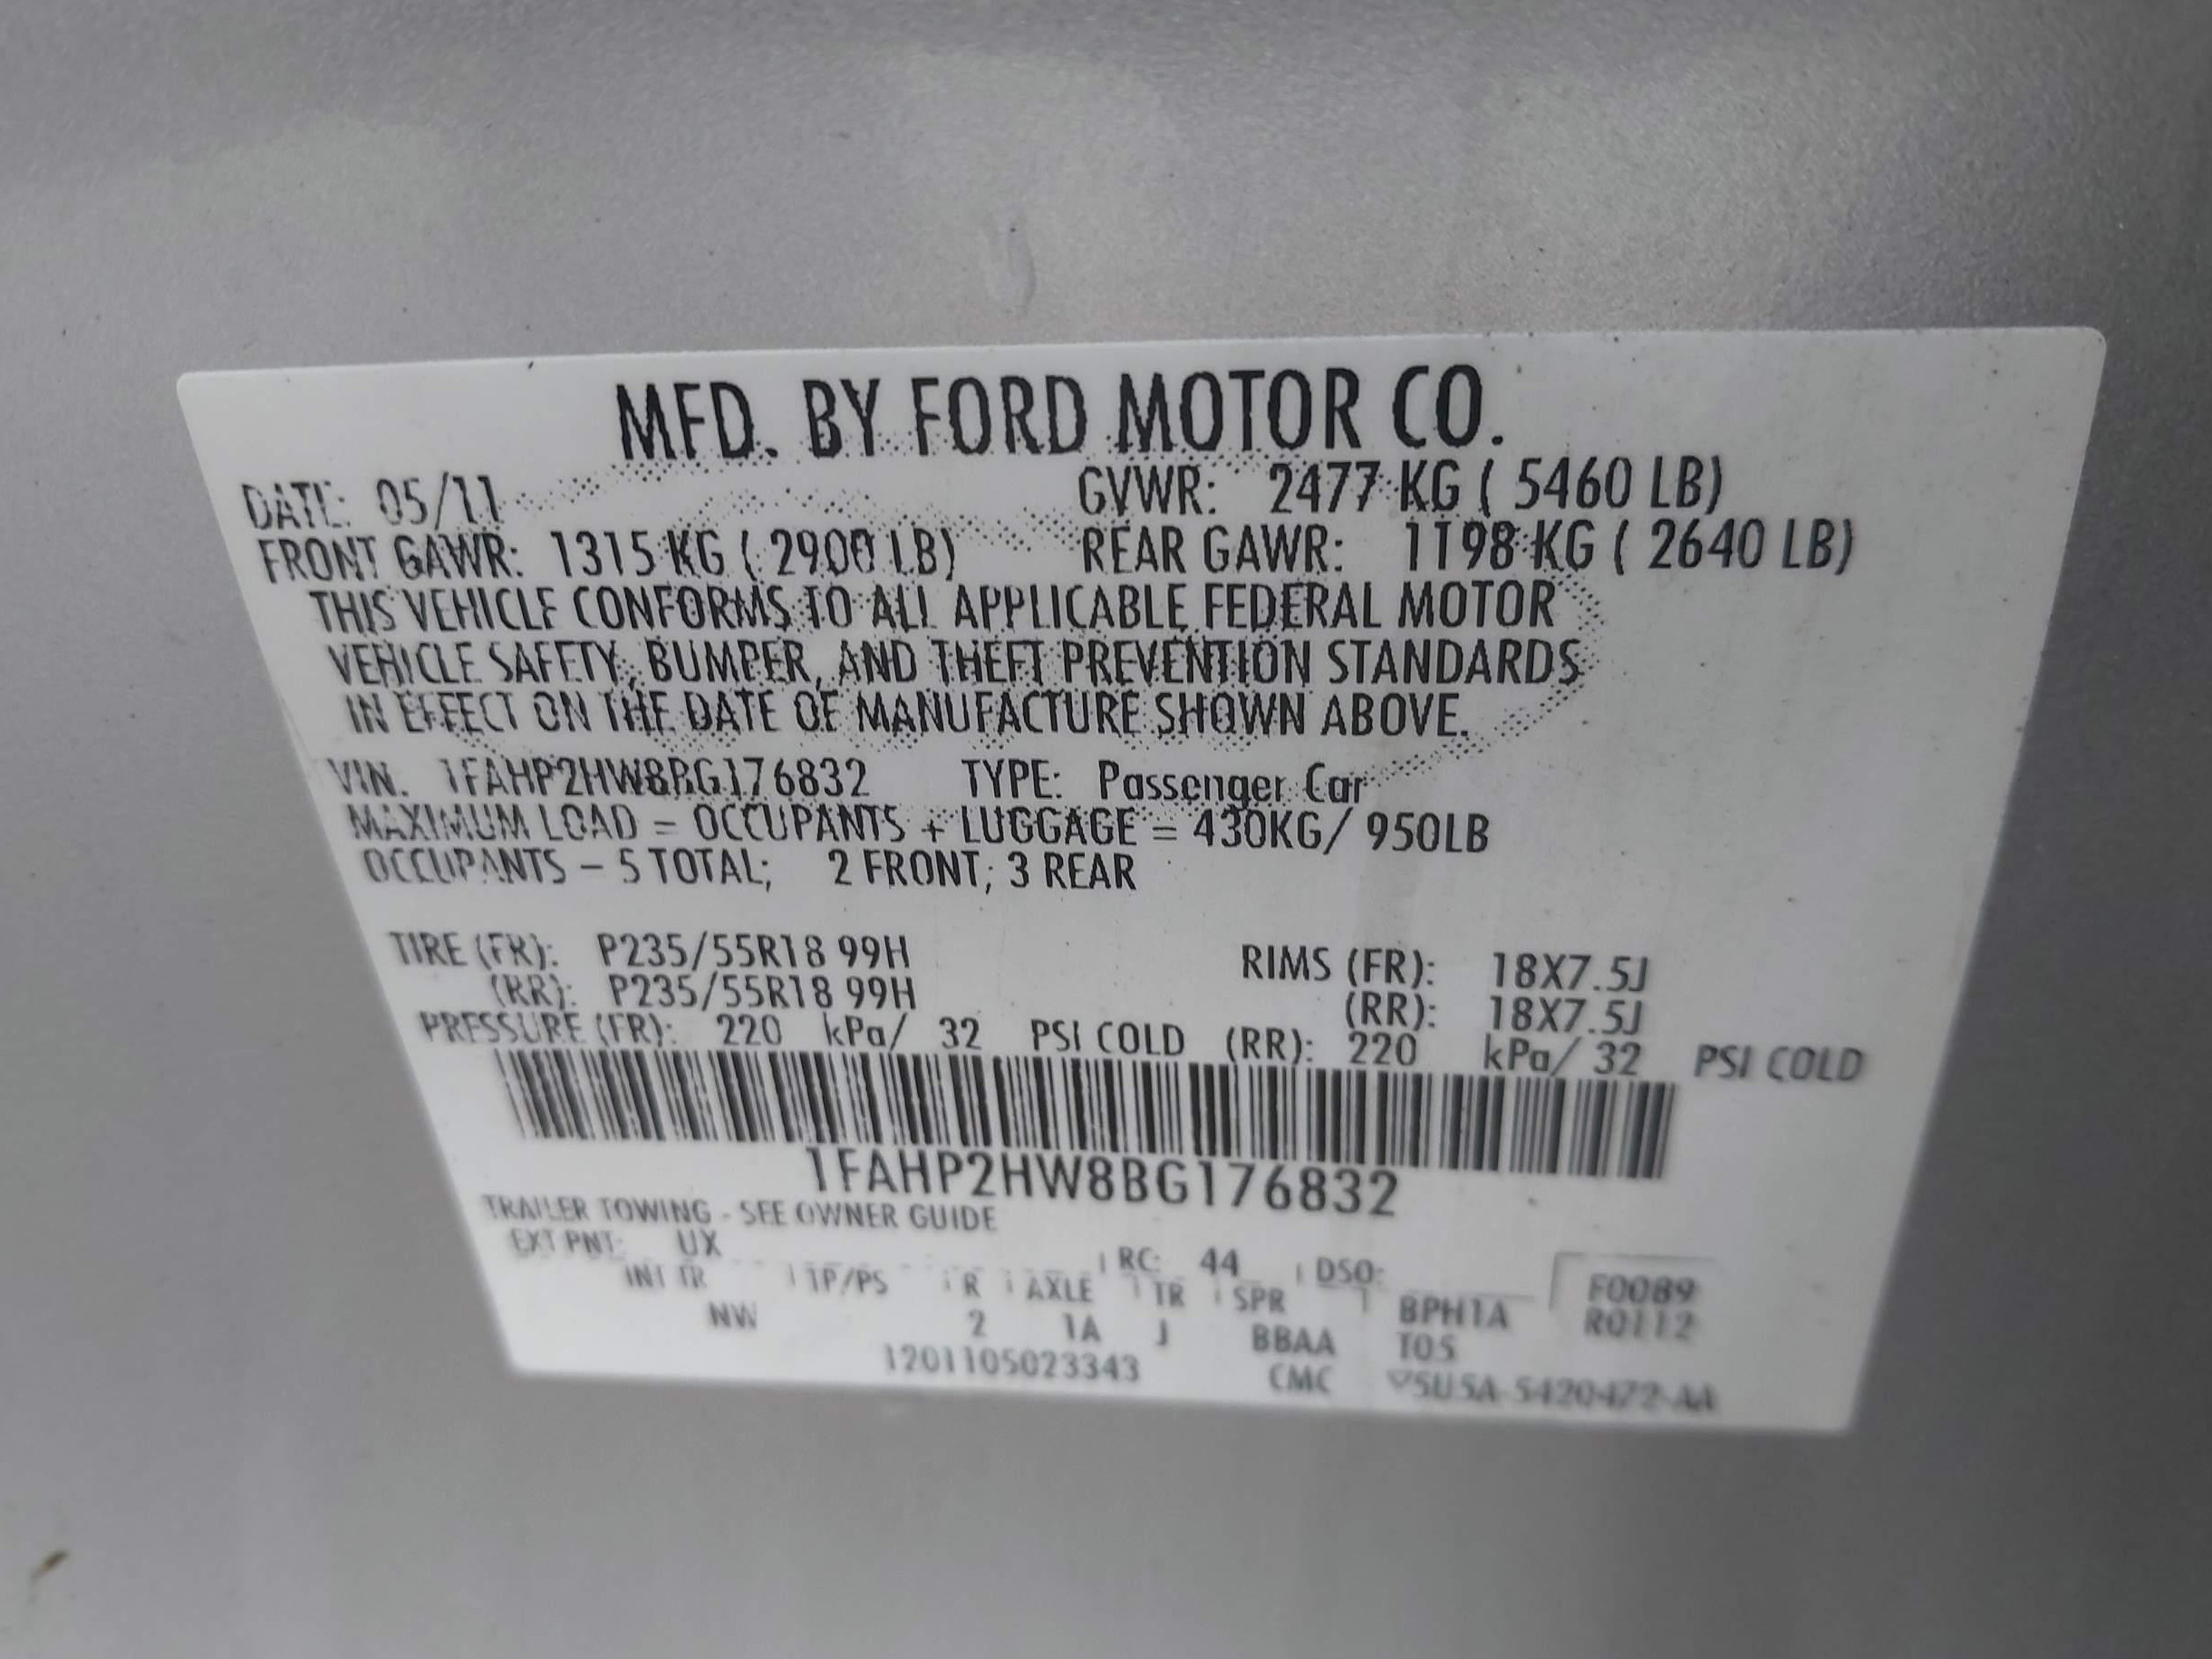 MFD. BY FORD MOTOR CO.
DATE: 05/11 GVWR: 2477 KG ( 5460 LB)
FRONT GAWR: 1315 KG ( 2900 LB) REAR GAWR: 1198 KG ( 2640 LB)
THIS VEHICLE CONFORMS TO ALL APPLICABLE FEDERAL MOTOR
VEHICLE SAFETY, BUMPER, AND THEFT PREVENTION STANDARDS
IN EFFECT ON THE DATE OF MANUFACTURE SHOWN ABOVE.
VIN. 1FAHP2HW8BG176832 TYPE: Passenger Car
MAXIMUM LOAD = OCCUPANTS + LUGGAGE = 430KG/ 950LB
OCCUPANTS - 5 TOTAL; 2 FRONT; 3 REAR
TIRE (FR): P235/55R18 99H RIMS (FR): 18X7.5J
(RR): P235/55R18 99H (RR): 18X7.5J
PRESSURE (FR): 220 kPa/ 32 PSI COLD (RR): 220 kPa/ 32 PSI COLD
1FAHP2HW8BG176832
TRAILER TOWING - SEE OWNER GUIDE
EXT PNT: UX RC: 44 DSO: F0089
INT TR TP/PS R AXLE TR SPR BPH1A R0112
NW 2 1A J BBAA T05
1201105023343 CMC 5U5A-5420472-AA